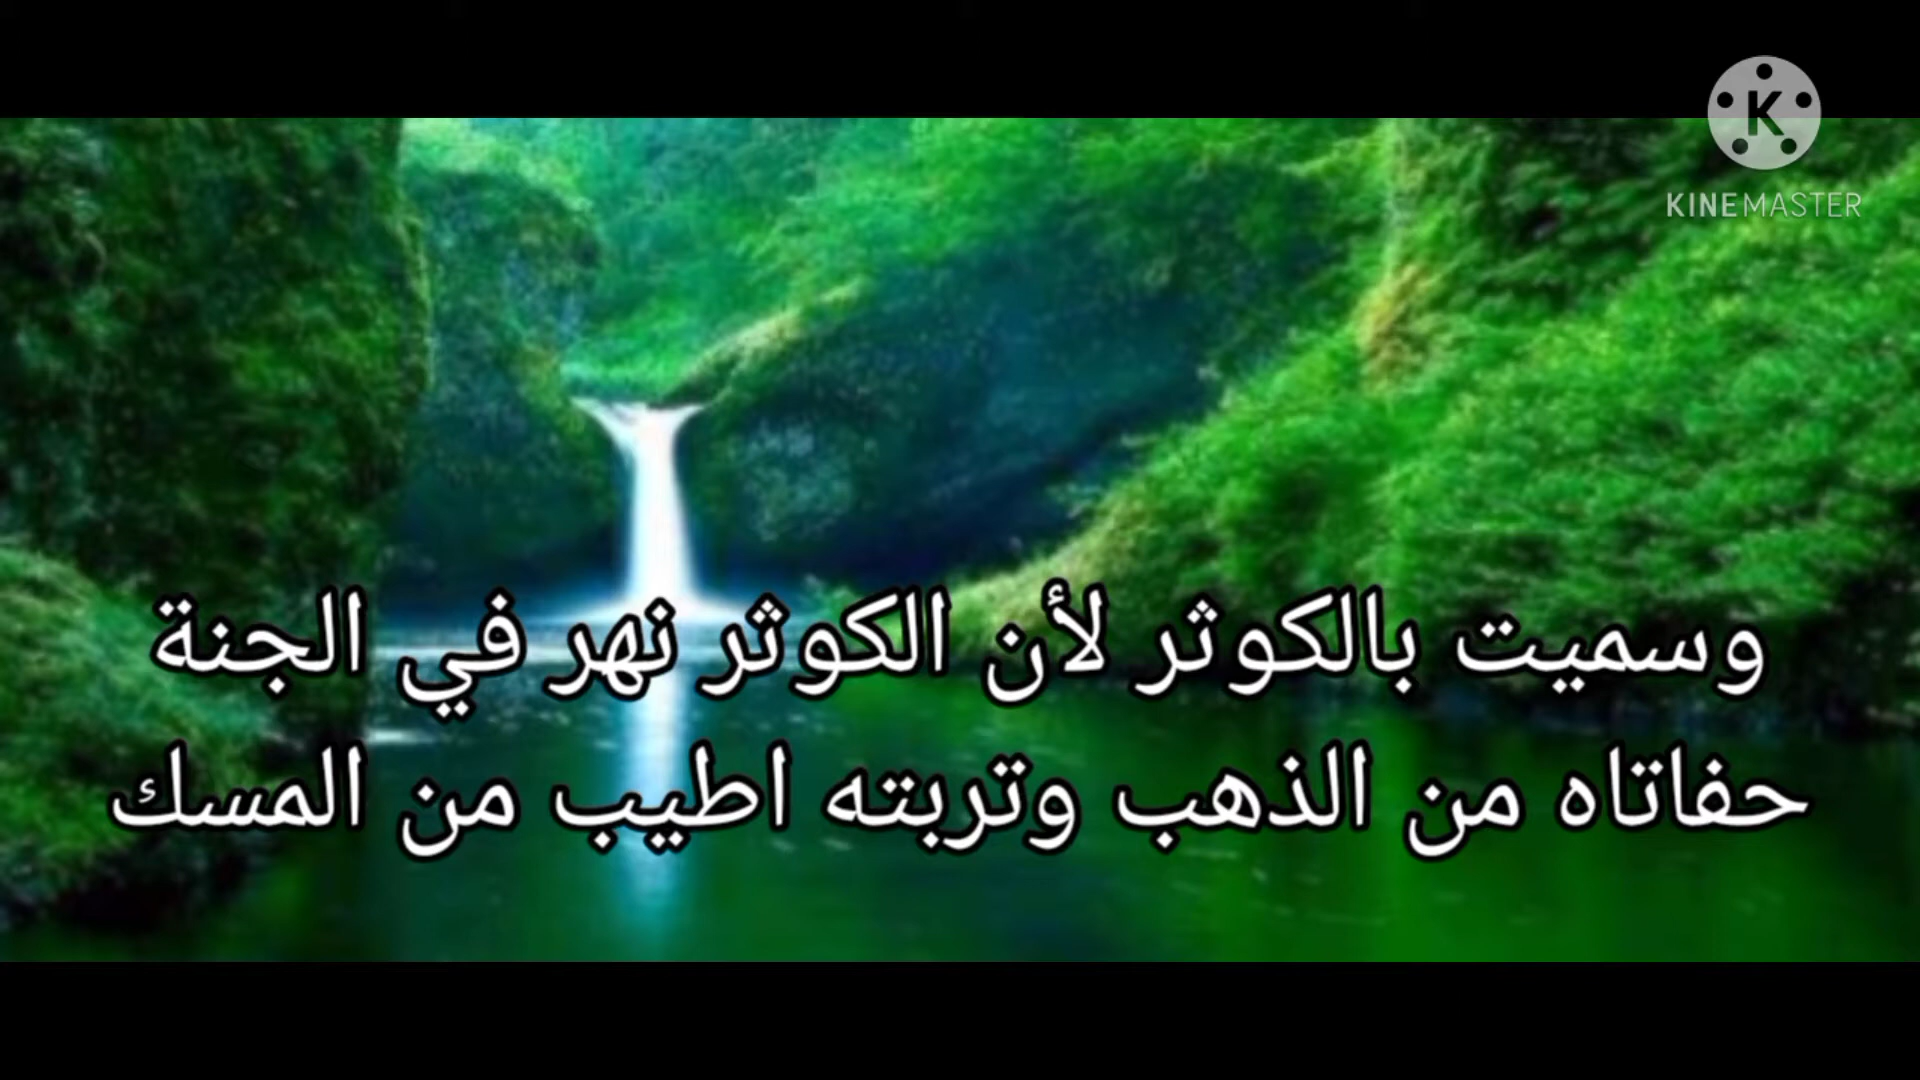 KINEMASTER
وسميت بالكوثر لأن الكوثر نهر في الجنة
حفاتاه من الذهب وتربته اطيب من المسك